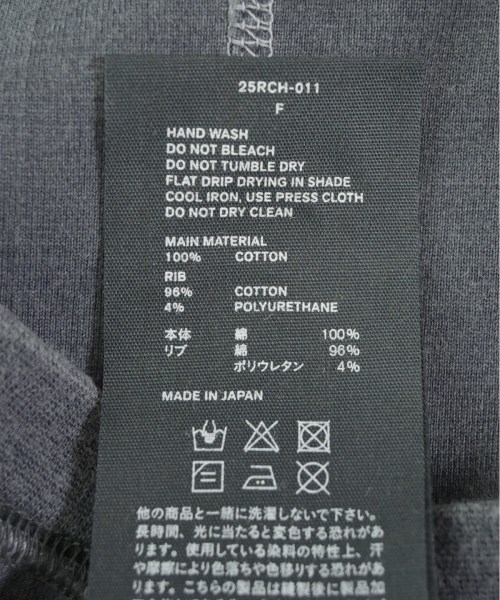 25RCH-011
F
HAND WASH
DO NOT BLEACH
DO NOT TUMBLE DRY
FLAT DRIP DRYING IN SHADE
COOL IRON, USE PRESS CLOTH
DO NOT DRY CLEAN
MAIN MATERIAL
100% COTTON
RIB
96% COTTON
4% POLYURETHANE
本体 綿 100%
リブ 綿 96%
ポリウレタン 4%
MADE IN JAPAN
他の商品と一緒に洗濯しないで下さい。
長時間、光に当たると変色する恐れがあ
ります。使用している染料の特性上、汗
や摩擦により色落ちや色移りする恐れが
あります。こちらの製品は縫製後に製品加